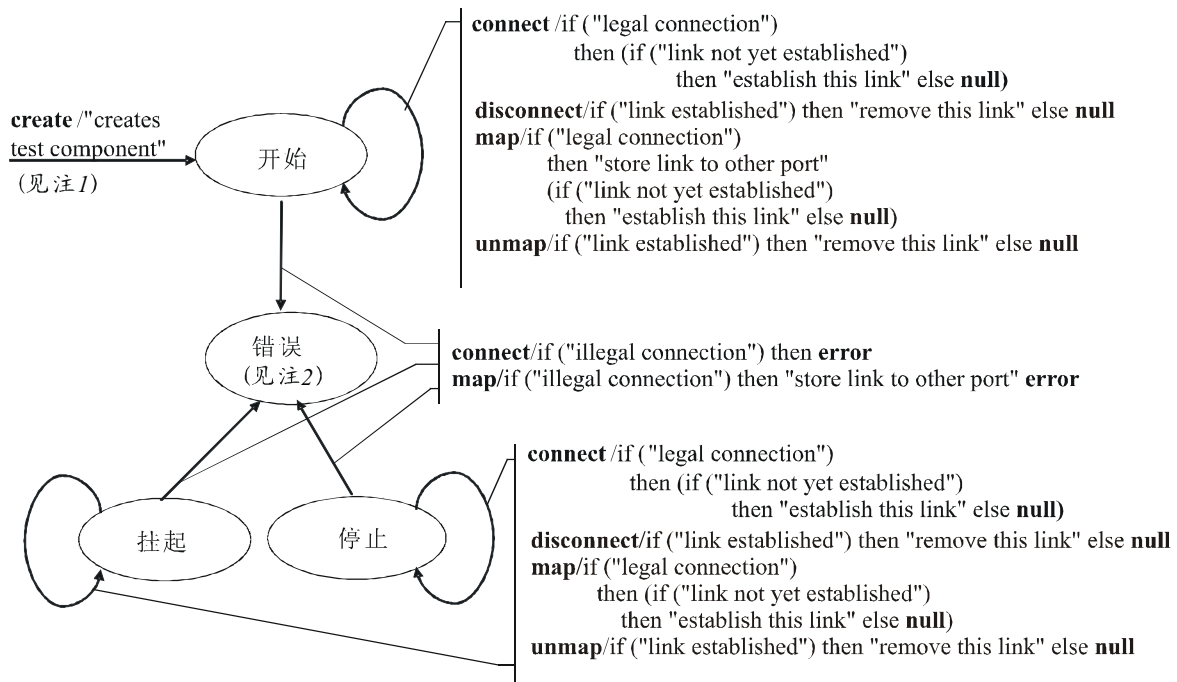 connect /if ("legal connection")
then (if ("link not yet established")
then "establish this link" else null)
disconnect/if ("link established") then "remove this link" else null
map/if ("legal connection")
then "store link to other port"
(if ("link not yet established")
then "establish this link" else null)
unmap/if ("link established") then "remove this link" else null
create /"creates
test component"
(见注1)
开始
错误
(见注2)
connect/if ("illegal connection") then error
map/if ("illegal connection") then "store link to other port" error
挂起
停止
connect /if ("legal connection")
then (if ("link not yet established")
then "establish this link" else null)
disconnect/if ("link established") then "remove this link" else null
map/if ("legal connection")
then (if ("link not yet established")
then "establish this link" else null)
unmap/if ("link established") then "remove this link" else null